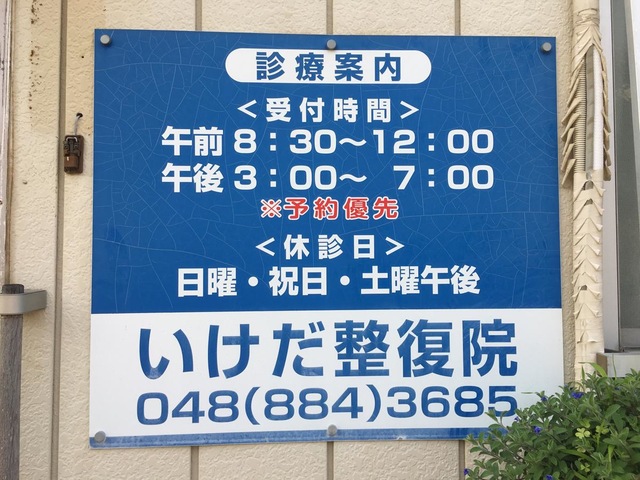 診療案内
＜受付時間＞
午前 8：30～12：00
午後 3：00～ 7：00
※予約優先
＜休診日＞
日曜・祝日・土曜午後
いけだ整復院
048(884)3685